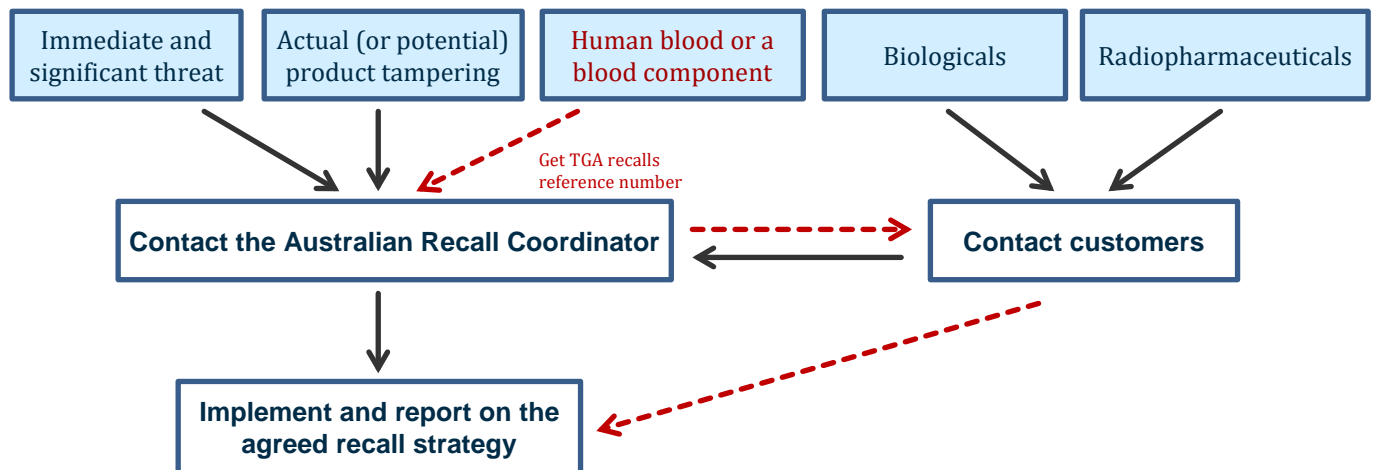 Immediate and
significant threat
Actual (or potential)
product tampering
Human blood or a
blood component
Biologicals
Radiopharmaceuticals
Get TGA recalls
reference number
Contact the Australian Recall Coordinator
Contact customers
Implement and report on the
agreed recall strategy